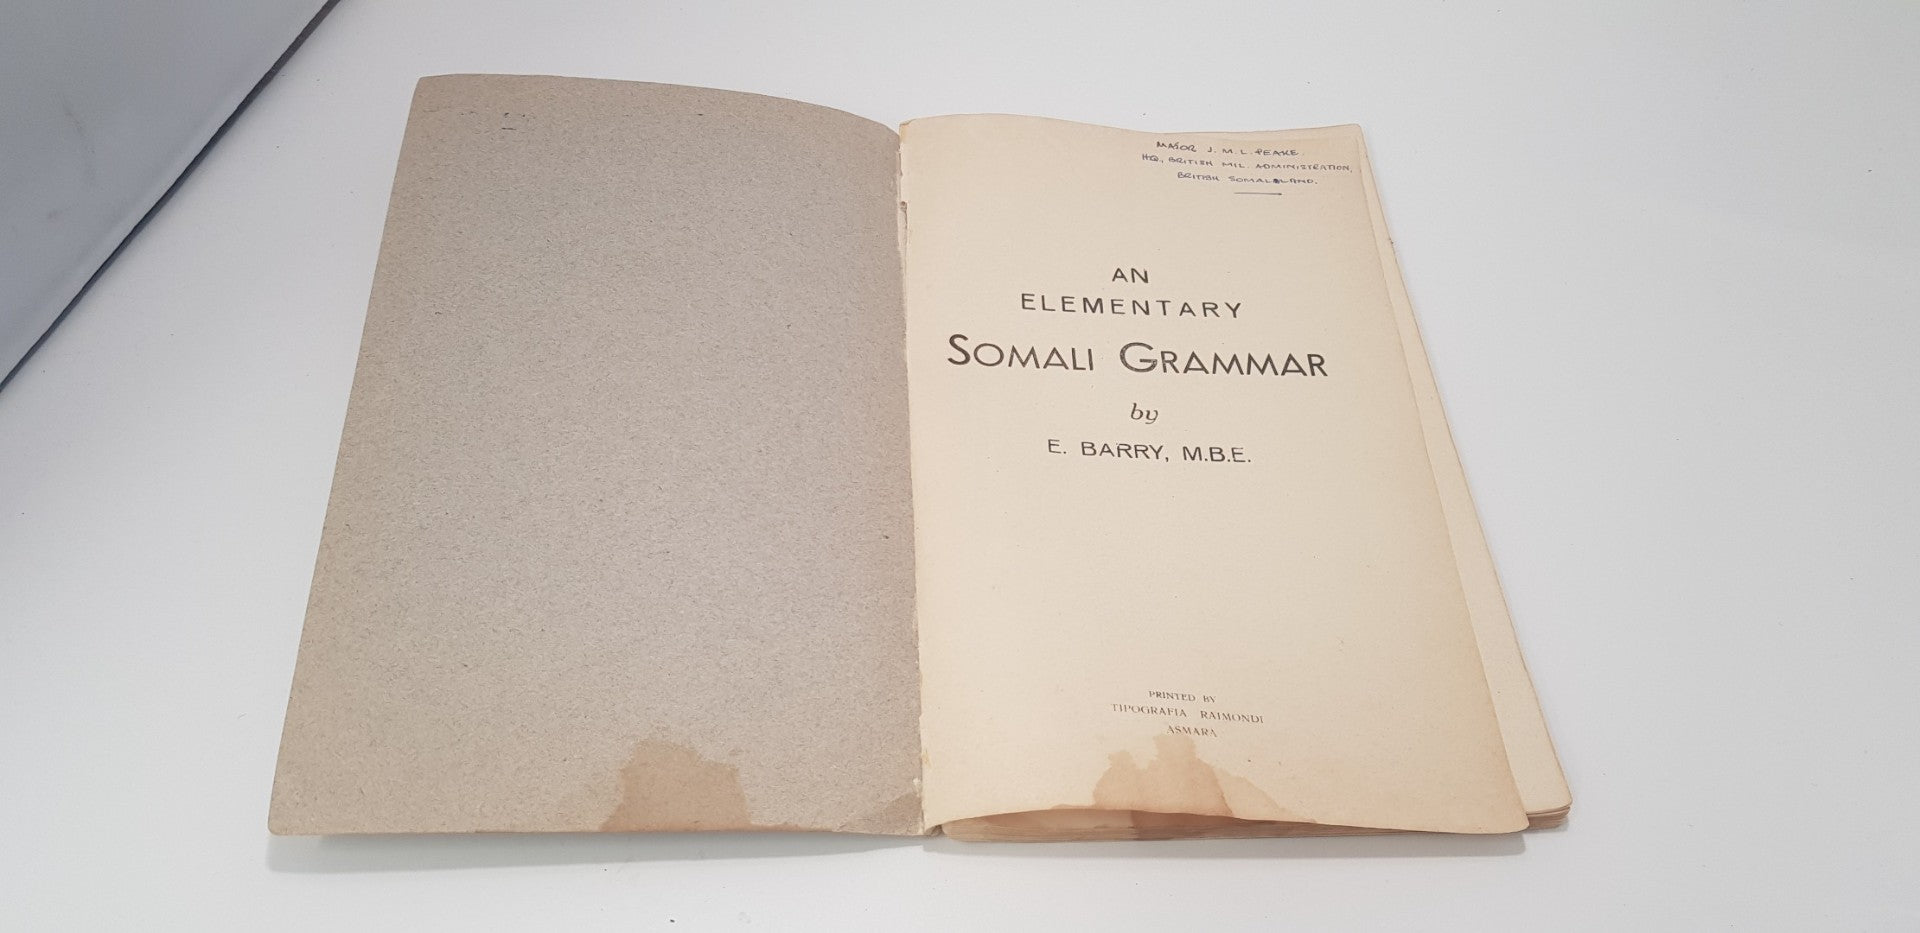 MAJOR J. M. L. PEAKE.
HQ., BRITISH MIL. ADMINISTRATION,
BRITISH SOMALILAND.
AN
ELEMENTARY
SOMALI GRAMMAR
by
E. BARRY, M.B.E.
PRINTED BY
TIPOGRAFIA RAIMONDI
ASMARA